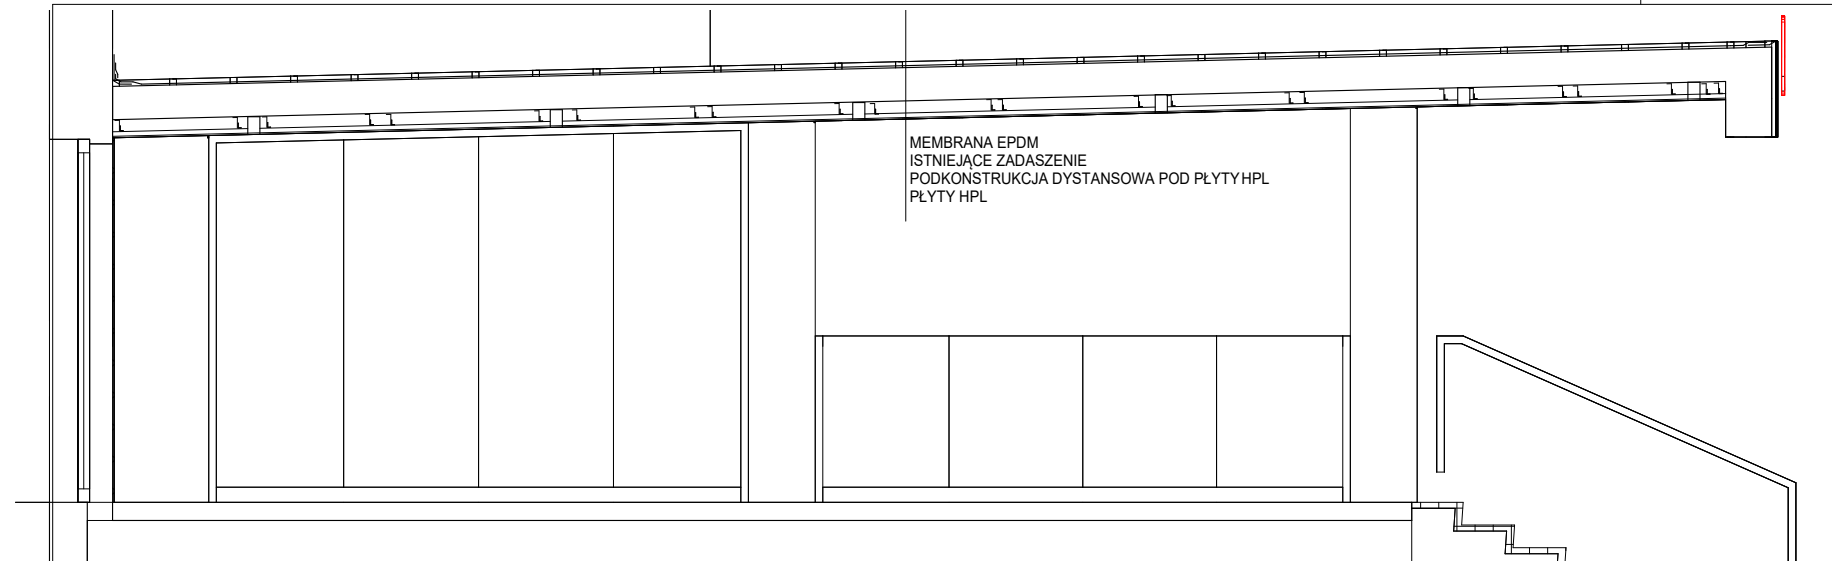 MEMBRANA EPDM
ISTNIEJĄCE ZADASZENIE
PODKONSTRUKCJA DYSTANSOWA POD PŁYTY HPL
PŁYTY HPL